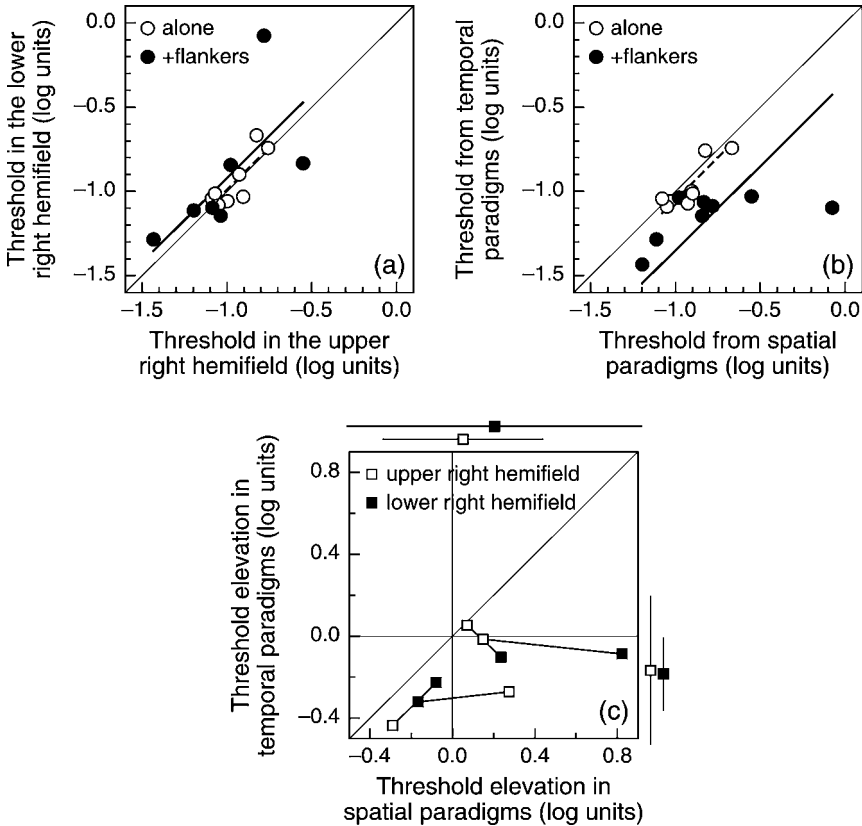 0.0
−0.5
−1.0
−1.5
Threshold in the lower
right hemifield (log units)
alone
+flankers
(a)
−1.5 −1.0 −0.5 0.0
Threshold in the upper
right hemifield (log units)
0.0
−0.5
−1.0
−1.5
Threshold from temporal
paradigms (log units)
alone
+flankers
(b)
−1.5 −1.0 −0.5 0.0
Threshold from spatial
paradigms (log units)
0.8
0.4
0.0
−0.4
Threshold elevation in
temporal paradigms (log units)
upper right hemifield
lower right hemifield
(c)
−0.4 0.0 0.4 0.8
Threshold elevation in
spatial paradigms (log units)